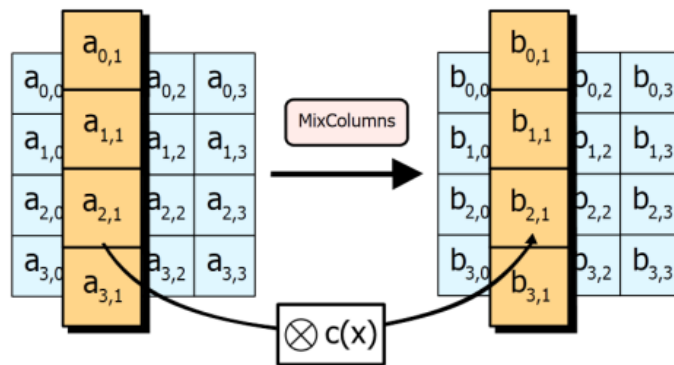 a0,1 b0,1
a0,0 a0,2 a0,3 b0,0 b0,2 b0,3
MixColumns
a1,1 b1,1
a1,0 a1,2 a1,3 b1,0 b1,2 b1,3
a2,1 b2,1
a2,0 a2,2 a2,3 b2,0 b2,2 b2,3
a3,0 a3,2 a3,3 b3,0 b3,2 b3,3
a3,1 b3,1
⊗ c(x)